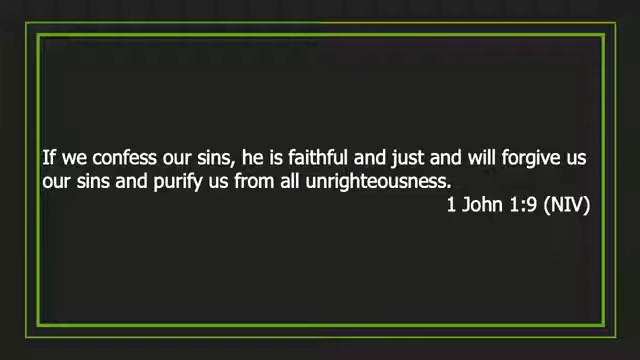 If we confess our sins, he is faithful and just and will forgive us
our sins and purify us from all unrighteousness.
1 John 1:9 (NIV)